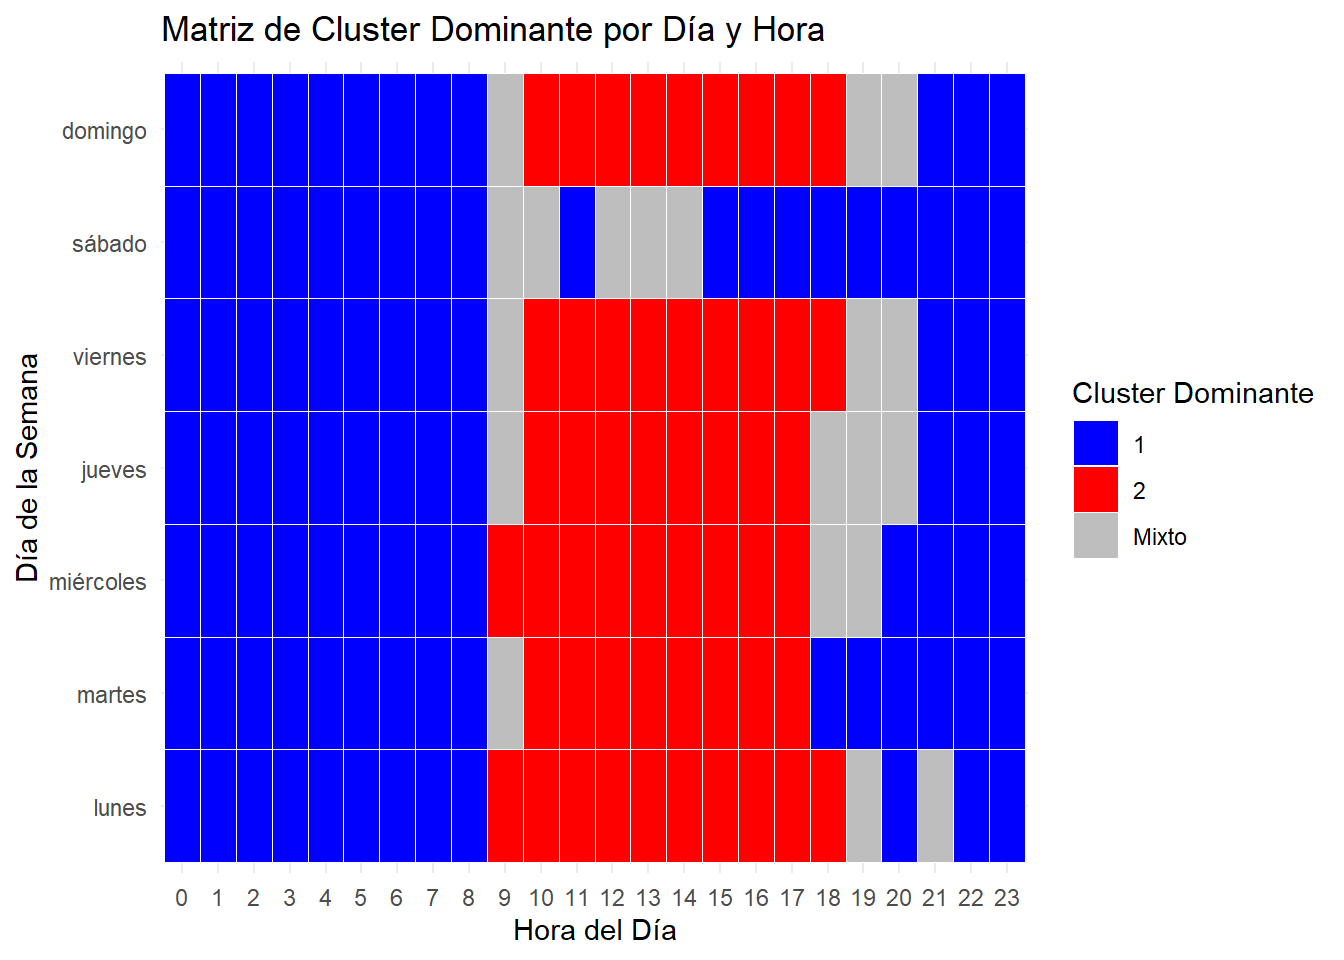 Matriz de Cluster Dominante por Día y Hora
Día de la Semana
domingo
sábado
viernes
jueves
miércoles
martes
lunes
0 1 2 3 4 5 6 7 8 9 10 11 12 13 14 15 16 17 18 19 20 21 22 23
Hora del Día
Cluster Dominante
1
2
Mixto